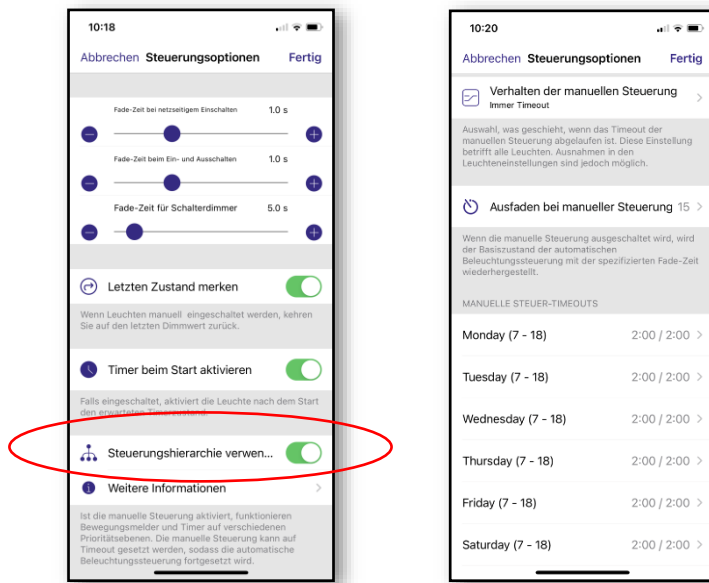 10:18
Abbrechen Steuerungsoptionen Fertig
Fade-Zeit bei netzseitigem Einschalten 1.0 s
Fade-Zeit beim Ein- und Ausschalten 1.0 s
Fade-Zeit für Schalterdimmer 5.0 s
Letzten Zustand merken
Wenn Leuchten manuell eingeschaltet werden, kehren
Sie auf den letzten Dimmwert zurück.
Timer beim Start aktivieren
Falls eingeschaltet, aktiviert die Leuchte nach dem Start
den erwarteten Timerzustand.
Steuerungshierarchie verwen...
Weitere Informationen
Ist die manuelle Steuerung aktiviert, funktionieren
Bewegungsmelder und Timer auf verschiedenen
Prioritätsebenen. Die manuelle Steuerung kann auf
Timeout gesetzt werden, sodass die automatische
Beleuchtungssteuerung fortgesetzt wird.
10:20
Abbrechen Steuerungsoptionen Fertig
Verhalten der manuellen Steuerung
Immer Timeout
Auswahl, was geschieht, wenn das Timeout der
manuellen Steuerung abgelaufen ist. Diese Einstellung
betrifft alle Leuchten. Ausnahmen in den
Leuchteneinstellungen sind jedoch möglich.
Ausfaden bei manueller Steuerung 15
Wenn die manuelle Steuerung ausgeschaltet wird, wird
der Basiszustand der automatischen
Beleuchtungssteuerung mit der spezifizierten Fade-Zeit
wiederhergestellt.
MANUELLE STEUER-TIMEOUTS
Monday (7 - 18) 2:00 / 2:00
Tuesday (7 - 18) 2:00 / 2:00
Wednesday (7 - 18) 2:00 / 2:00
Thursday (7 - 18) 2:00 / 2:00
Friday (7 - 18) 2:00 / 2:00
Saturday (7 - 18) 2:00 / 2:00